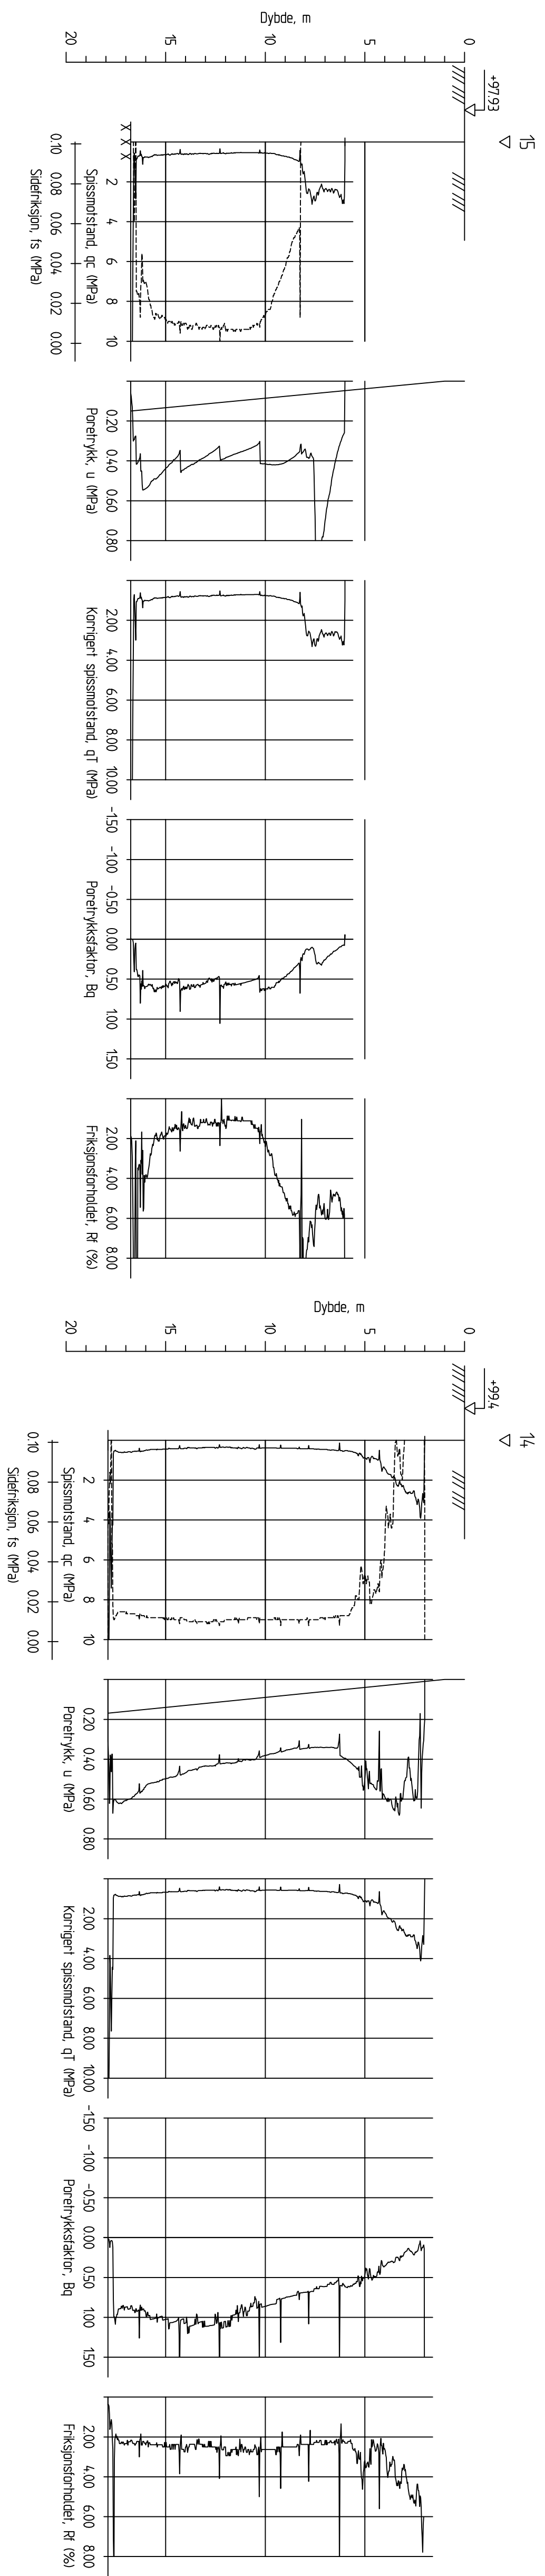 15
+97.93
Dybde, m
0
5
10
15
20
X X X
2 4 6 8 10
Spissmotstand, qc (MPa)
0.10 0.08 0.06 0.04 0.02 0.00
Sidefriksjon, fs (MPa)
0.20 0.40 0.60 0.80
Poretrykk, u (MPa)
2.00 4.00 6.00 8.00 10.00
Korrigert spissmotstand, qT (MPa)
-1.50 -1.00 -0.50 0.00 0.50 1.00 1.50
Poretrykksfaktor, Bq
2.00 4.00 6.00 8.00
Friksjonsforholdet, Rf (%)
14
+99.4
Dybde, m
0
5
10
15
20
2 4 6 8 10
Spissmotstand, qc (MPa)
0.10 0.08 0.06 0.04 0.02 0.00
Sidefriksjon, fs (MPa)
0.20 0.40 0.60 0.80
Poretrykk, u (MPa)
2.00 4.00 6.00 8.00 10.00
Korrigert spissmotstand, qT (MPa)
-1.50 -1.00 -0.50 0.00 0.50 1.00 1.50
Poretrykksfaktor, Bq
2.00 4.00 6.00 8.00
Friksjonsforholdet, Rf (%)